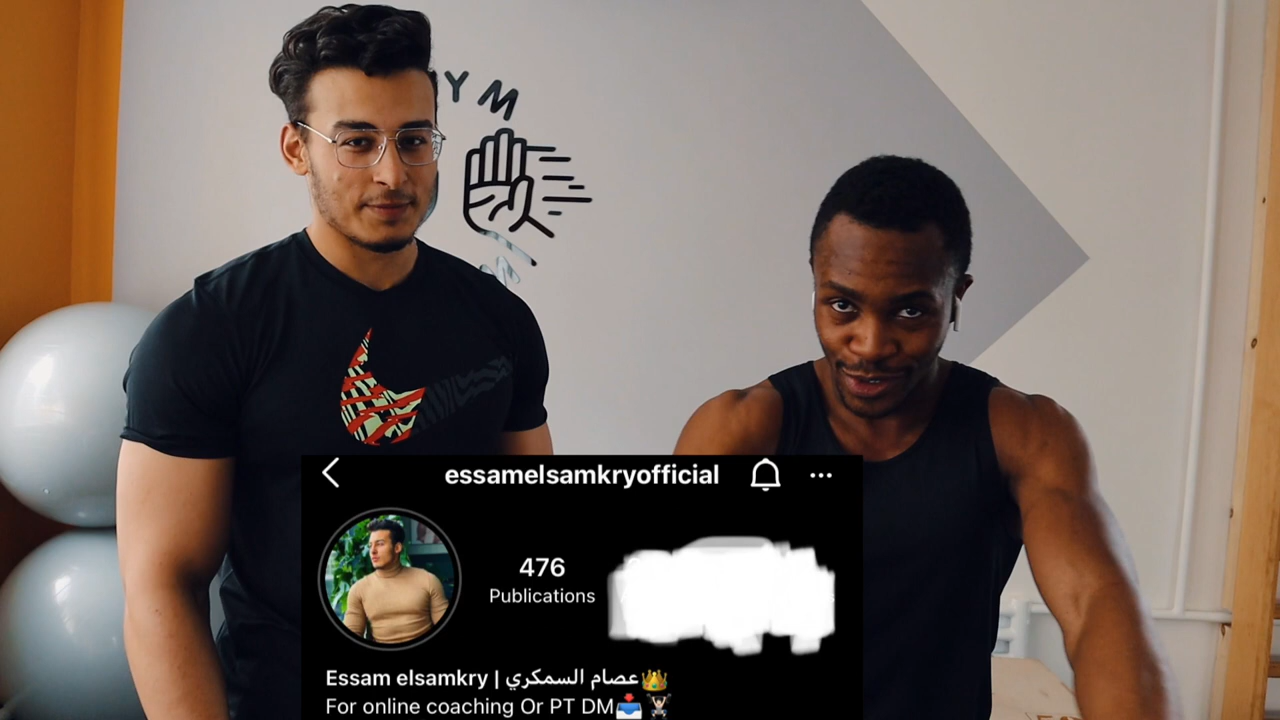 YM
essamelsamkryofficial
476
Publications
Essam elsamkry | عصام السمكري👑
For online coaching Or PT DM📥🏋